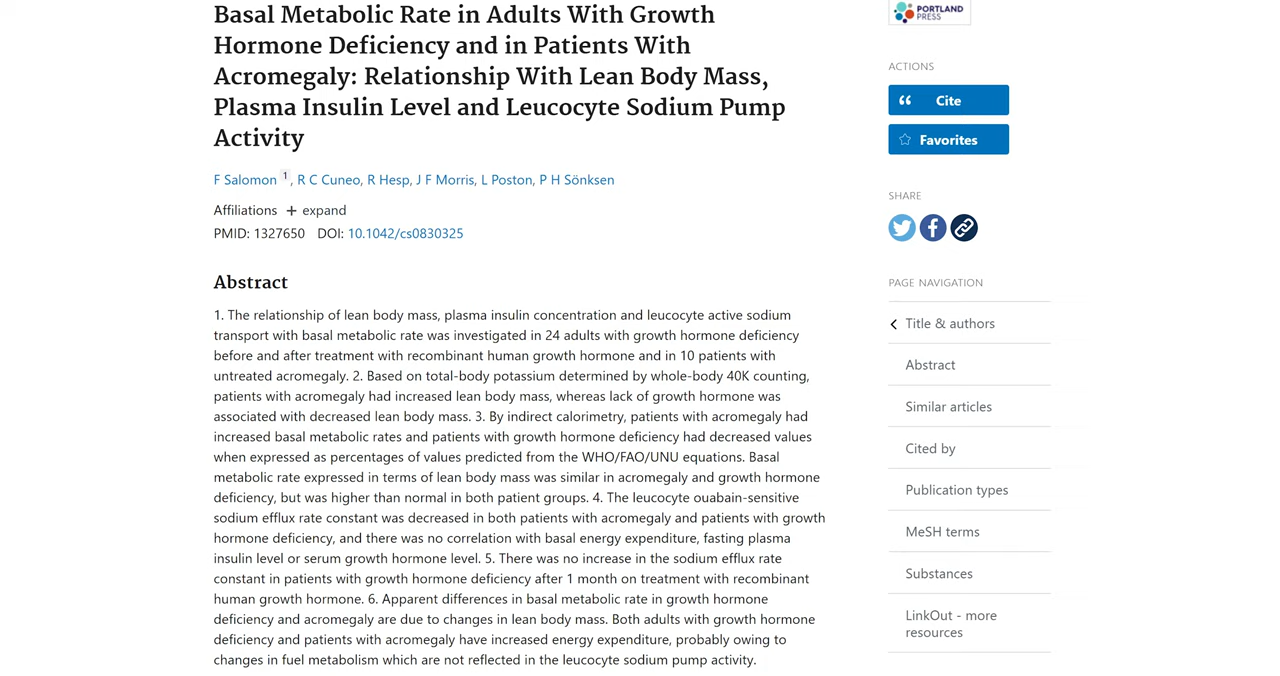 Basal Metabolic Rate in Adults With Growth
Hormone Deficiency and in Patients With
Acromegaly: Relationship With Lean Body Mass,
Plasma Insulin Level and Leucocyte Sodium Pump
Activity
F Salomon 1, R C Cuneo, R Hesp, J F Morris, L Poston, P H Sönksen
Affiliations + expand
PMID: 1327650 DOI: 10.1042/cs0830325
Abstract
1. The relationship of lean body mass, plasma insulin concentration and leucocyte active sodium
transport with basal metabolic rate was investigated in 24 adults with growth hormone deficiency
before and after treatment with recombinant human growth hormone and in 10 patients with
untreated acromegaly. 2. Based on total-body potassium determined by whole-body 40K counting,
patients with acromegaly had increased lean body mass, whereas lack of growth hormone was
associated with decreased lean body mass. 3. By indirect calorimetry, patients with acromegaly had
increased basal metabolic rates and patients with growth hormone deficiency had decreased values
when expressed as percentages of values predicted from the WHO/FAO/UNU equations. Basal
metabolic rate expressed in terms of lean body mass was similar in acromegaly and growth hormone
deficiency, but was higher than normal in both patient groups. 4. The leucocyte ouabain-sensitive
sodium efflux rate constant was decreased in both patients with acromegaly and patients with growth
hormone deficiency, and there was no correlation with basal energy expenditure, fasting plasma
insulin level or serum growth hormone level. 5. There was no increase in the sodium efflux rate
constant in patients with growth hormone deficiency after 1 month on treatment with recombinant
human growth hormone. 6. Apparent differences in basal metabolic rate in growth hormone
deficiency and acromegaly are due to changes in lean body mass. Both adults with growth hormone
deficiency and patients with acromegaly have increased energy expenditure, probably owing to
changes in fuel metabolism which are not reflected in the leucocyte sodium pump activity.
PORTLAND
PRESS
ACTIONS
Cite
Favorites
SHARE
PAGE NAVIGATION
Title & authors
Abstract
Similar articles
Cited by
Publication types
MeSH terms
Substances
LinkOut - more
resources